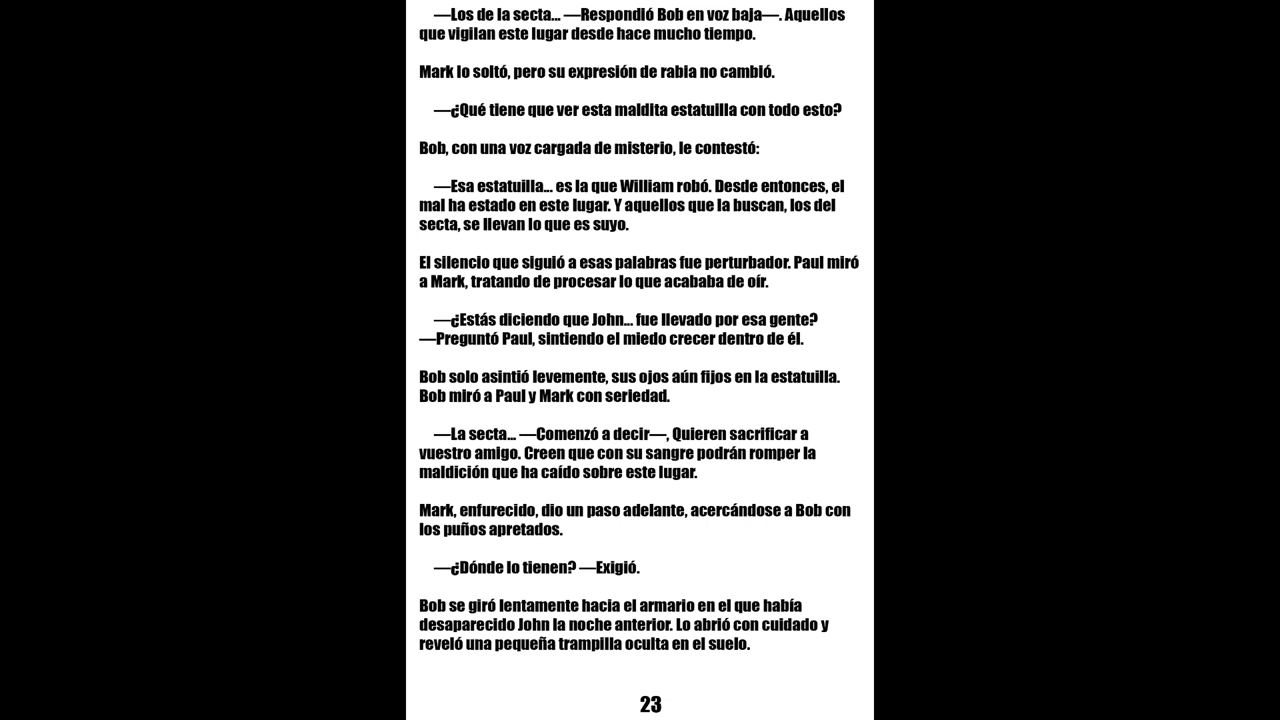 —Los de la secta... —Respondió Bob en voz baja—. Aquellos
que vigilan este lugar desde hace mucho tiempo.
Mark lo soltó, pero su expresión de rabia no cambió.
—¿Qué tiene que ver esta maldita estatuilla con todo esto?
Bob, con una voz cargada de misterio, le contestó:
—Esa estatuilla... es la que William robó. Desde entonces, el
mal ha estado en este lugar. Y aquellos que la buscan, los del
secta, se llevan lo que es suyo.
El silencio que siguió a esas palabras fue perturbador. Paul miró
a Mark, tratando de procesar lo que acababa de oír.
—¿Estás diciendo que John... fue llevado por esa gente?
—Preguntó Paul, sintiendo el miedo crecer dentro de él.
Bob solo asintió levemente, sus ojos aún fijos en la estatuilla.
Bob miró a Paul y Mark con seriedad.
—La secta... —Comenzó a decir—, Quieren sacrificar a
vuestro amigo. Creen que con su sangre podrán romper la
maldición que ha caído sobre este lugar.
Mark, enfurecido, dio un paso adelante, acercándose a Bob con
los puños apretados.
—¿Dónde lo tienen? —Exigió.
Bob se giró lentamente hacia el armario en el que había
desaparecido John la noche anterior. Lo abrió con cuidado y
reveló una pequeña trampilla oculta en el suelo.
23